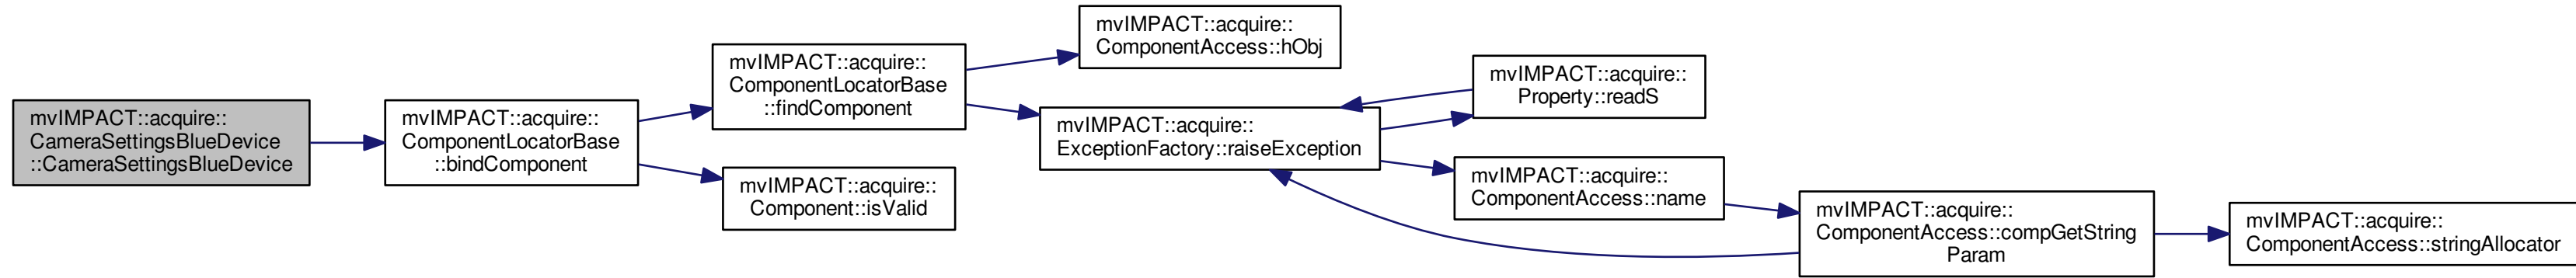 mvIMPACT::acquire::
CameraSettingsBlueDevice
::CameraSettingsBlueDevice
mvIMPACT::acquire::
ComponentLocatorBase
::bindComponent
mvIMPACT::acquire::
ComponentLocatorBase
::findComponent
mvIMPACT::acquire::
Component::isValid
mvIMPACT::acquire::
ComponentAccess::hObj
mvIMPACT::acquire::
ExceptionFactory::raiseException
mvIMPACT::acquire::
Property::readS
mvIMPACT::acquire::
ComponentAccess::name
mvIMPACT::acquire::
ComponentAccess::compGetString
Param
mvIMPACT::acquire::
ComponentAccess::stringAllocator